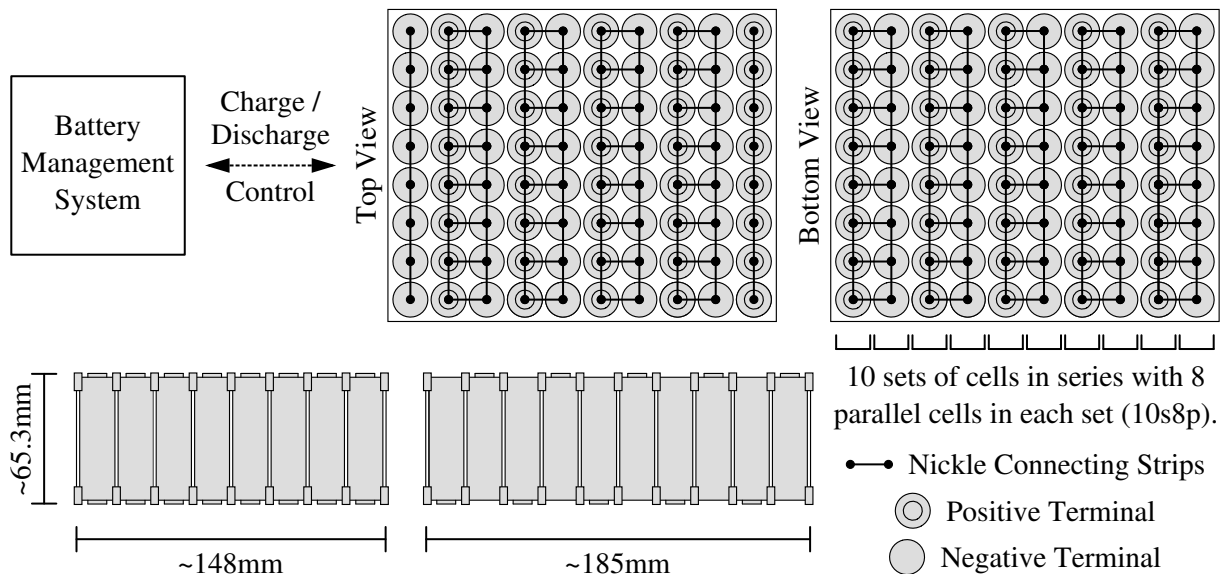 Battery
Management
System
Charge /
Discharge
Control
Top View
Bottom View
~65.3mm
~148mm
~185mm
10 sets of cells in series with 8
parallel cells in each set (10s8p).
Nickle Connecting Strips
Positive Terminal
Negative Terminal